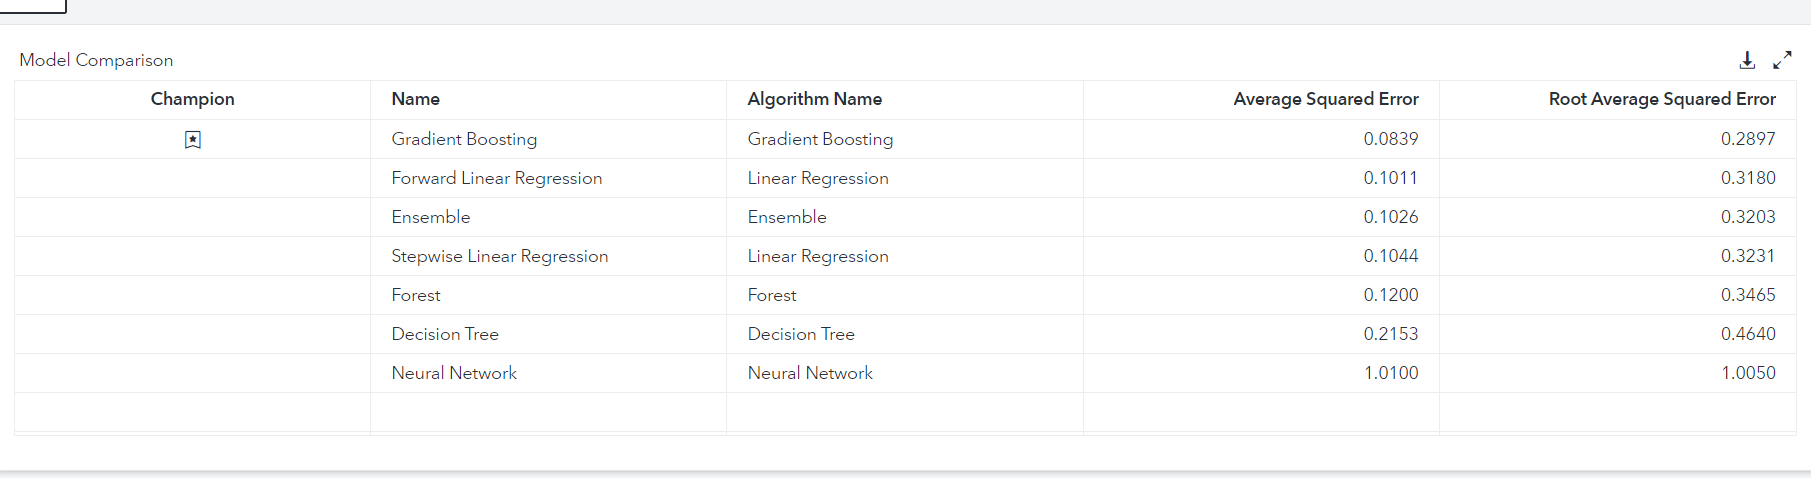 Model Comparison
Champion Name Algorithm Name Average Squared Error Root Average Squared Error
Gradient Boosting Gradient Boosting 0.0839 0.2897
Forward Linear Regression Linear Regression 0.1011 0.3180
Ensemble Ensemble 0.1026 0.3203
Stepwise Linear Regression Linear Regression 0.1044 0.3231
Forest Forest 0.1200 0.3465
Decision Tree Decision Tree 0.2153 0.4640
Neural Network Neural Network 1.0100 1.0050